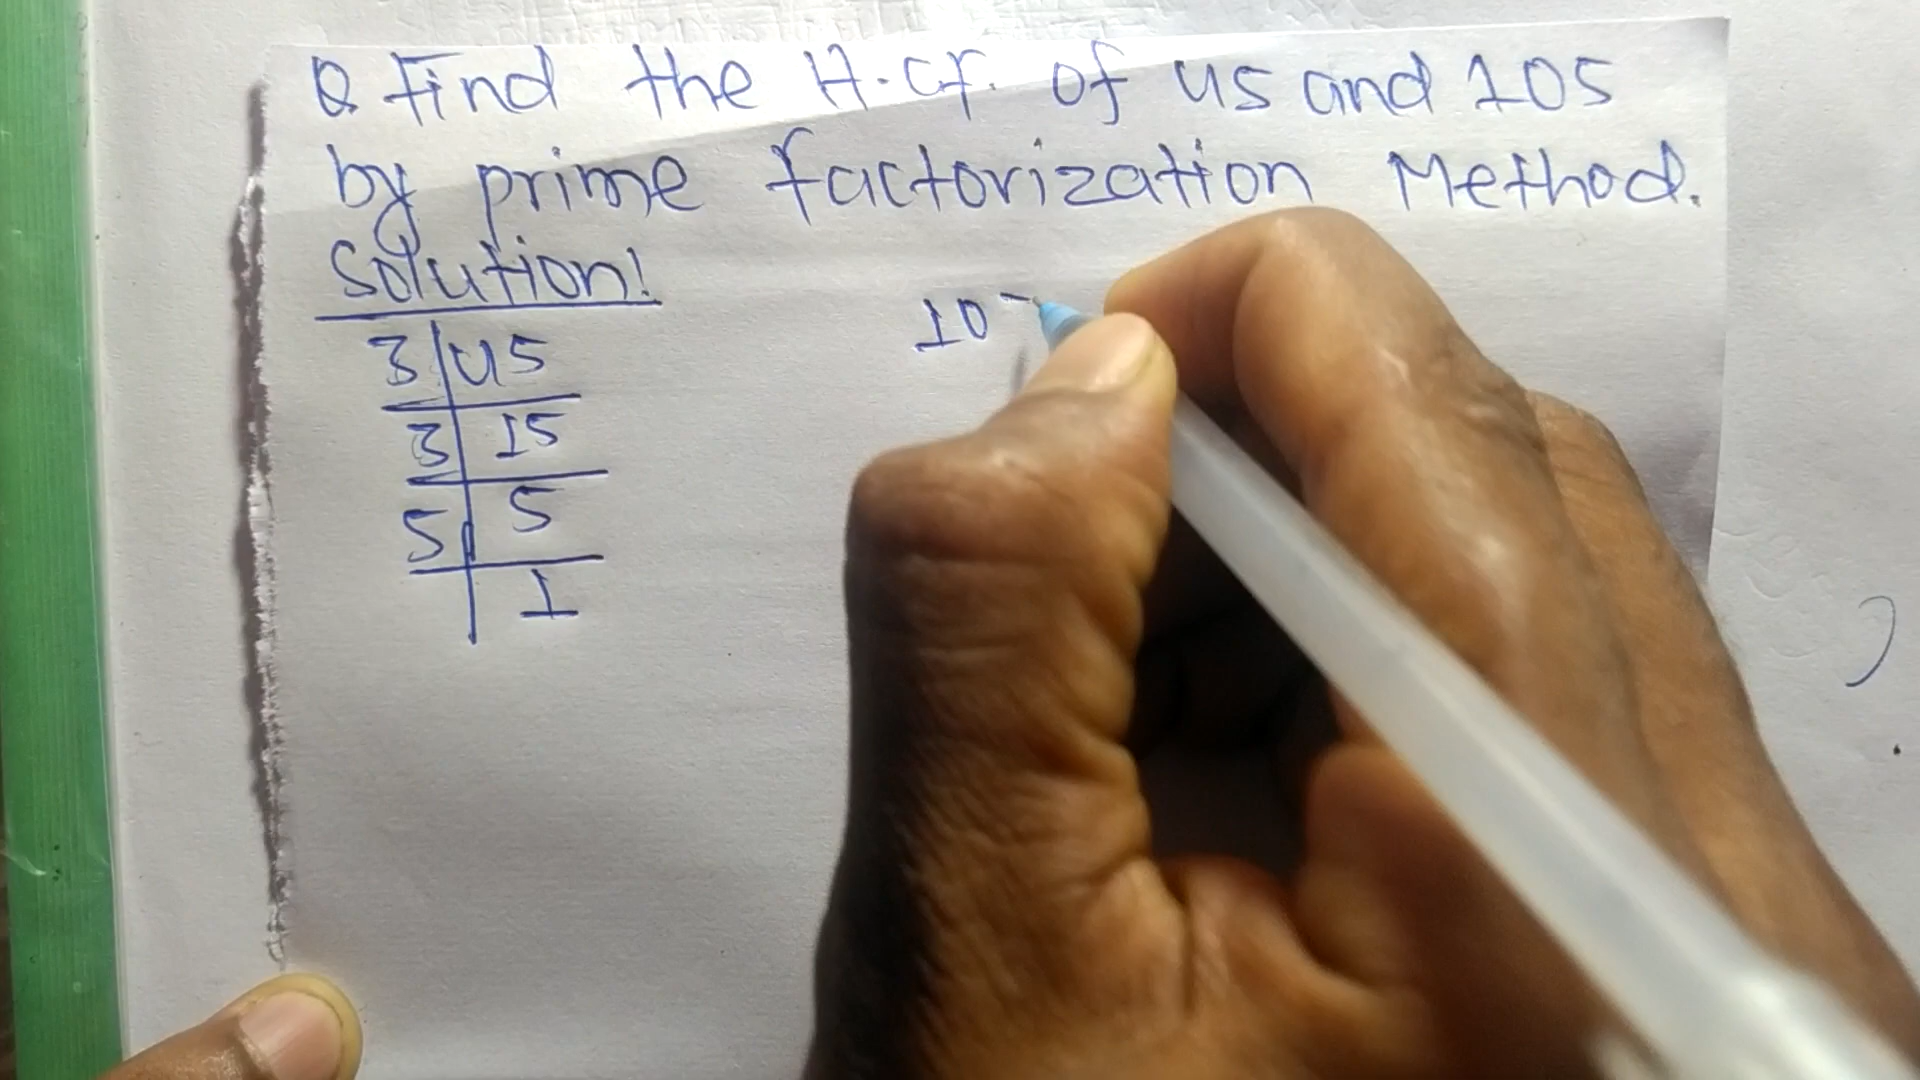 Q Find the H.C.F. of 45 and 105
by prime factorization Method.
Solution!
3 45
3 15
5 5
1
10